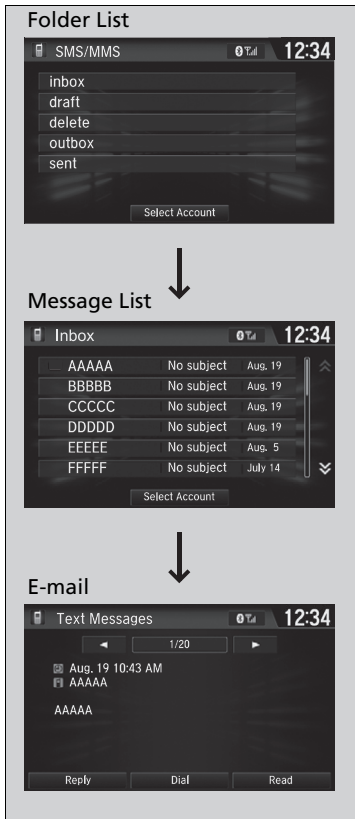 Folder List
SMS/MMS 12:34
inbox
draft
delete
outbox
sent
Select Account
Message List
Inbox 12:34
AAAAA No subject Aug. 19
BBBBB No subject Aug. 19
CCCCC No subject Aug. 19
DDDDD No subject Aug. 19
EEEEE No subject Aug. 5
FFFFF No subject July 14
Select Account
E-mail
Text Messages 12:34
1/20
Aug. 19 10:43 AM
AAAAA
AAAAA
Reply Dial Read